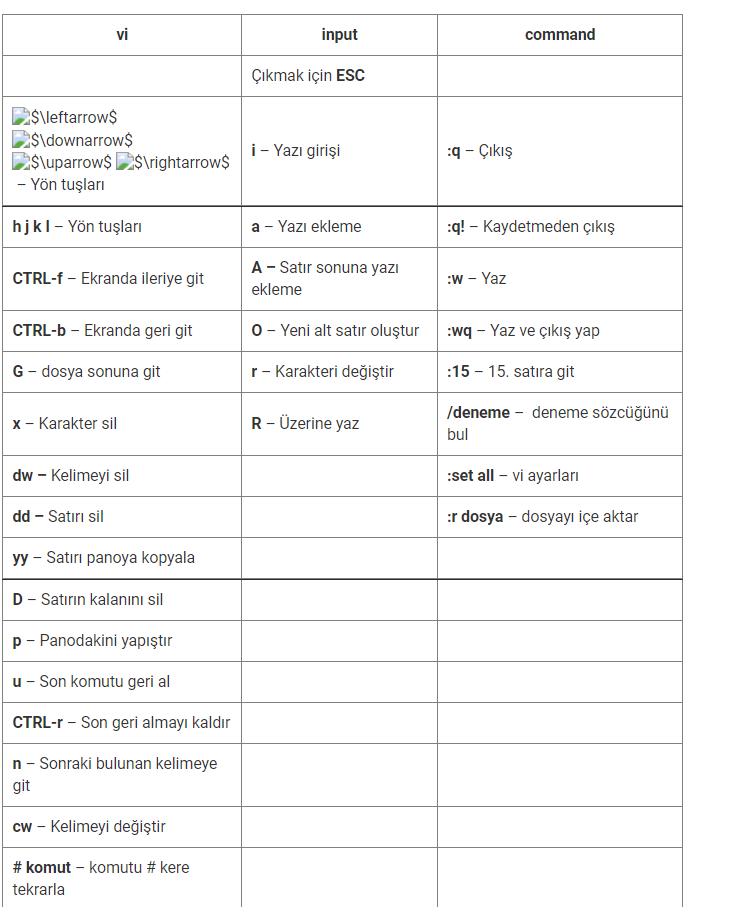 vi input command
Çıkmak için ESC
$\leftarrow$
$\downarrow$
$\uparrow$ $\rightarrow$
– Yön tuşları
i – Yazı girişi
:q – Çıkış
h j k l – Yön tuşları
a – Yazı ekleme
:q! – Kaydetmeden çıkış
CTRL-f – Ekranda ileriye git
A – Satır sonuna yazı
ekleme
:w – Yaz
CTRL-b – Ekranda geri git
O – Yeni alt satır oluştur
:wq – Yaz ve çıkış yap
G – dosya sonuna git
r – Karakteri değiştir
:15 – 15. satıra git
x – Karakter sil
R – Üzerine yaz
/deneme – deneme sözcüğünü
bul
dw – Kelimeyi sil
:set all – vi ayarları
dd – Satırı sil
:r dosya – dosyayı içe aktar
yy – Satırı panoya kopyala
D – Satırın kalanını sil
p – Panodakini yapıştır
u – Son komutu geri al
CTRL-r – Son geri almayı kaldır
n – Sonraki bulunan kelimeye
git
cw – Kelimeyi değiştir
# komut – komutu # kere
tekrarla